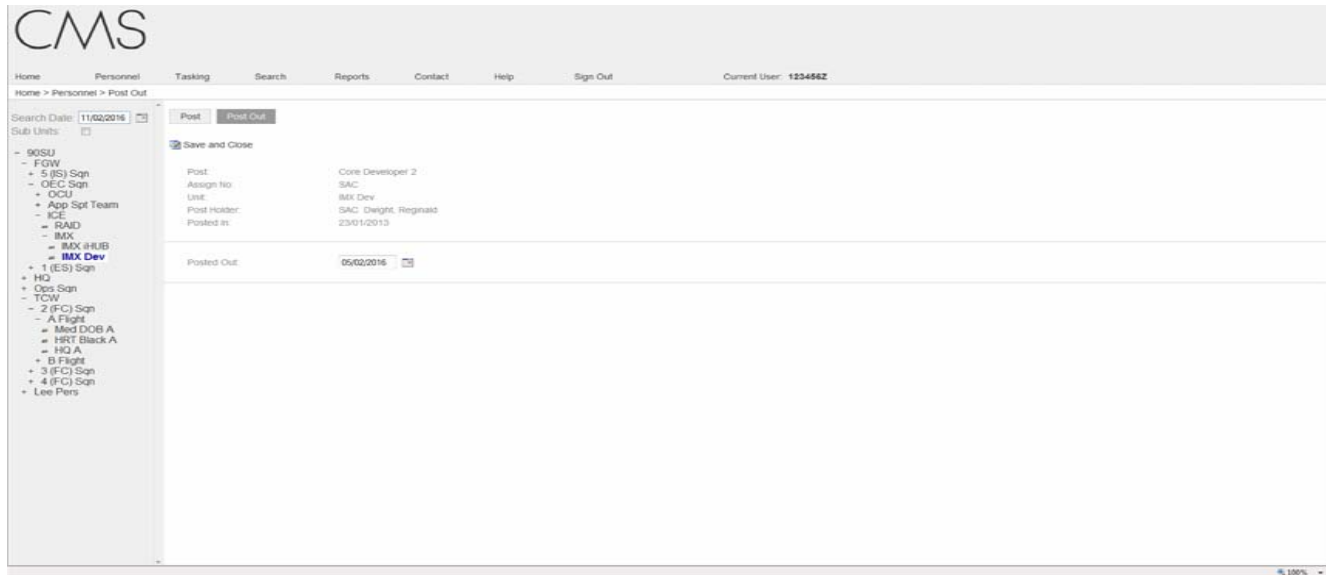 CMS
Home Personnel Tasking Search Reports Contact Help Sign Out Current User: 123456Z
Home > Personnel > Post Out
Search Date: 11/02/2016
Sub Units:
- 90SU
- FGW
+ 5 (IS) Sqn
- OEC Sqn
+ OCU
+ App Spt Team
- ICE
RAID
- IMX
IMX iHUB
IMX Dev
+ 1 (ES) Sqn
+ HQ
+ Ops Sqn
- TCW
- 2 (FC) Sqn
- A Flight
Med DOB A
HRT Black A
HQ A
+ B Flight
+ 3 (FC) Sqn
+ 4 (FC) Sqn
+ Lee Pers
Post Post Out
Save and Close
Post: Core Developer 2
Assign No: SAC
Unit: IMX Dev
Post Holder: SAC Dwight, Reginald
Posted In: 23/01/2013
Posted Out: 05/02/2016
100%